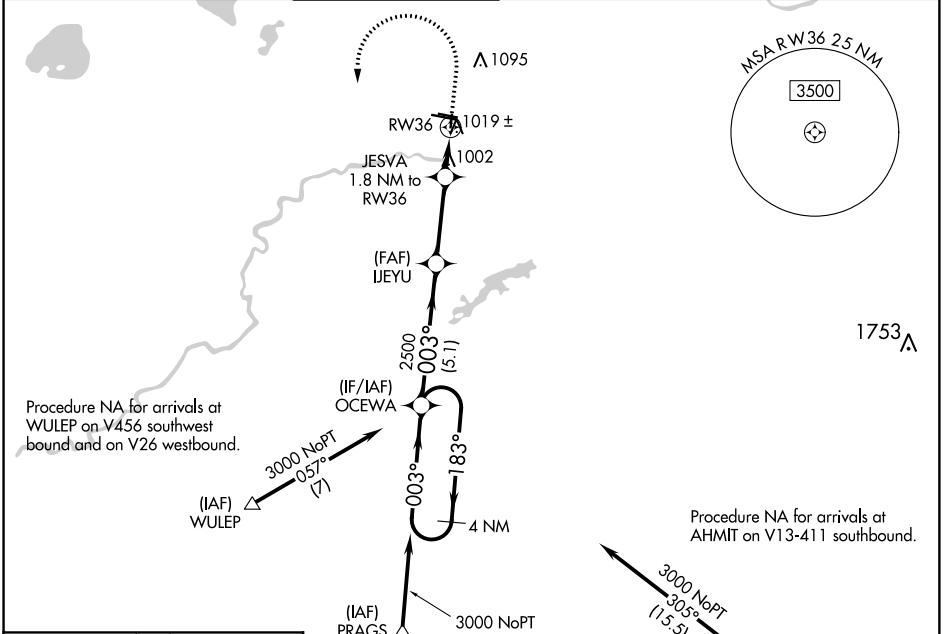 1095
MSA RW36 25 NM
3500
RW36
1019 ±
JESVA
1.8 NM to
RW36
1002
(FAF)
IJEYU
2500
003°
(5.1)
1753
(IF/IAF)
OCEWA
Procedure NA for arrivals at
WULEP on V456 southwest
bound and on V26 westbound.
3000 NoPT
057°
(7)
(IAF)
WULEP
003°
183°
4 NM
Procedure NA for arrivals at
AHMIT on V13-411 southbound.
3000 NoPT
305°
(15.5)
(IAF)
PRAGS
3000 NoPT